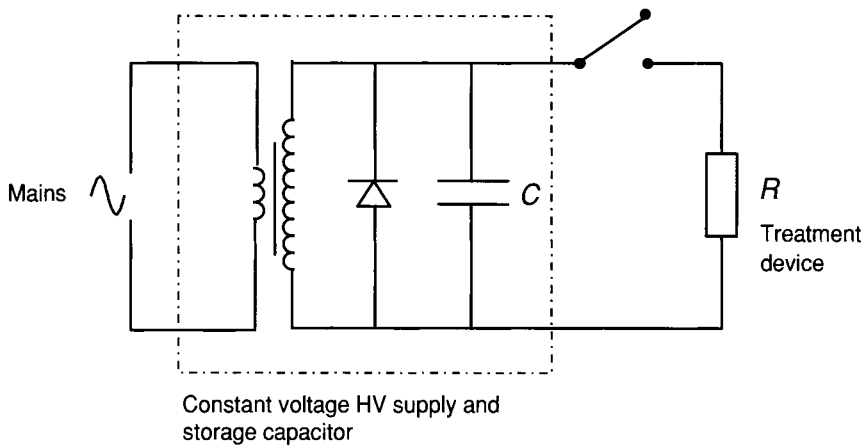 Mains
C
R
Treatment
device
Constant voltage HV supply and
storage capacitor